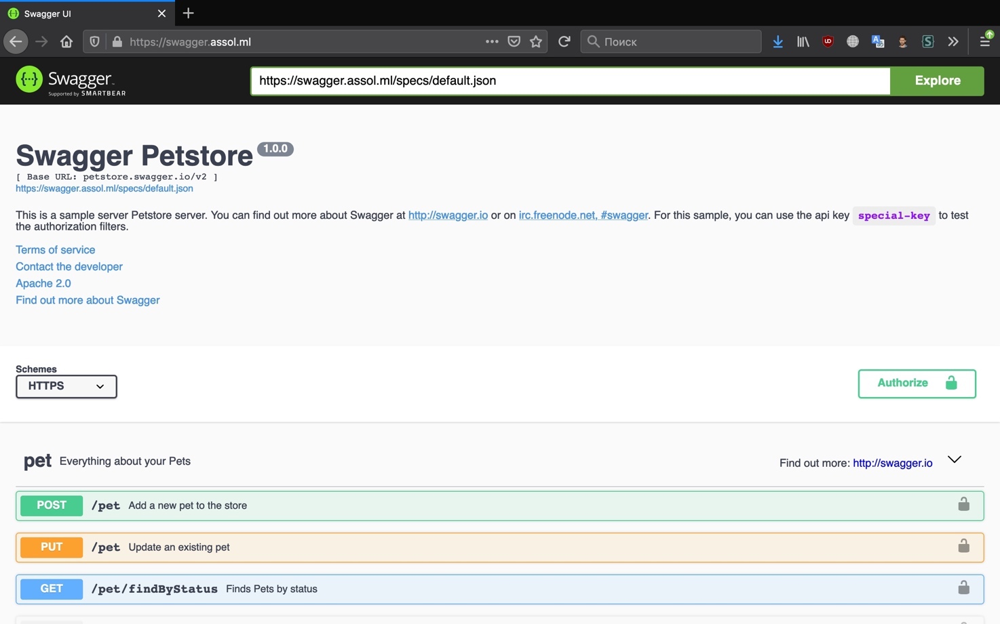 Swagger UI
https://swagger.assol.ml
Поиск
Swagger
Supported by SMARTBEAR
https://swagger.assol.ml/specs/default.json
Explore
Swagger Petstore 1.0.0
[ Base URL: petstore.swagger.io/v2 ]
https://swagger.assol.ml/specs/default.json
This is a sample server Petstore server. You can find out more about Swagger at http://swagger.io or on irc.freenode.net, #swagger. For this sample, you can use the api key special-key to test
the authorization filters.
Terms of service
Contact the developer
Apache 2.0
Find out more about Swagger
Schemes
HTTPS
Authorize
pet Everything about your Pets
Find out more: http://swagger.io
POST /pet Add a new pet to the store
PUT /pet Update an existing pet
GET /pet/findByStatus Finds Pets by status